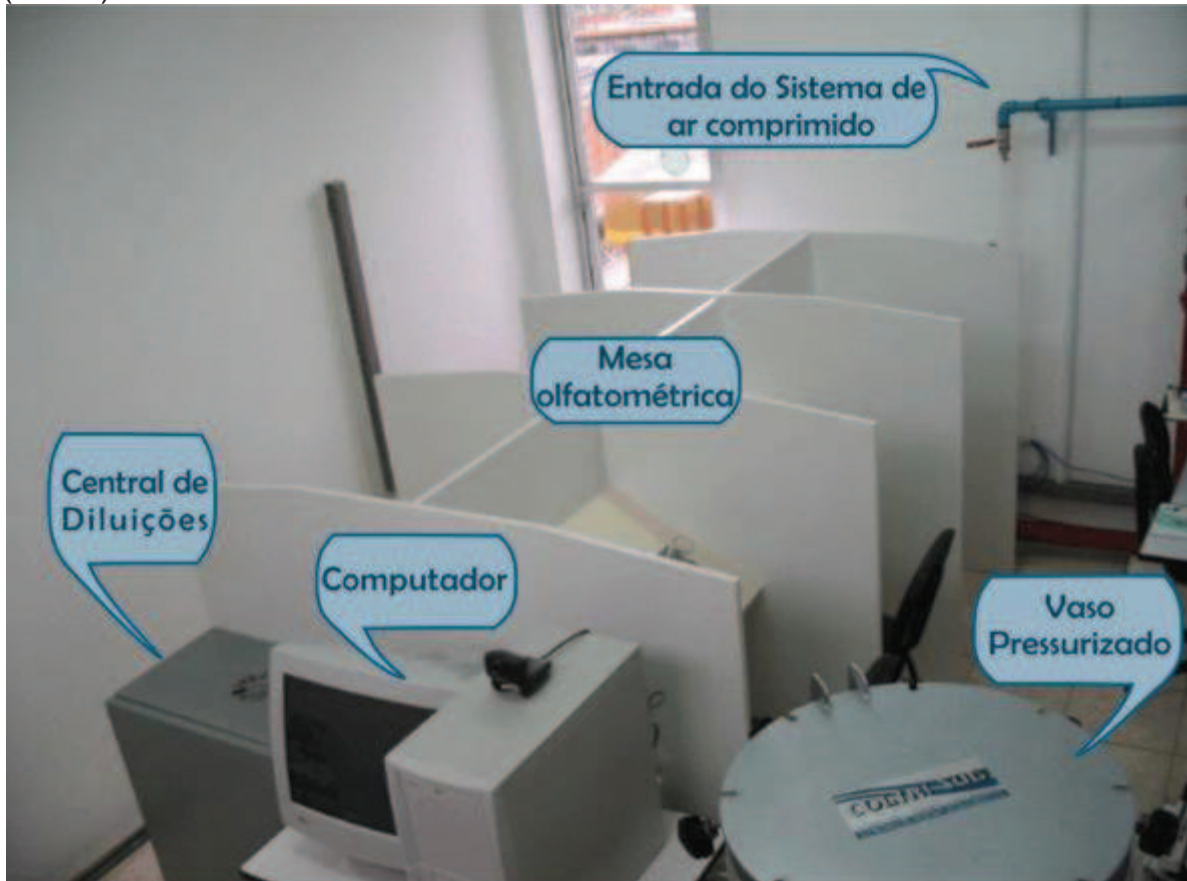 Entrada do Sistema de
ar comprimido
Mesa
olfatométrica
Central de
Diluições
Computador
Vaso
Pressurizado